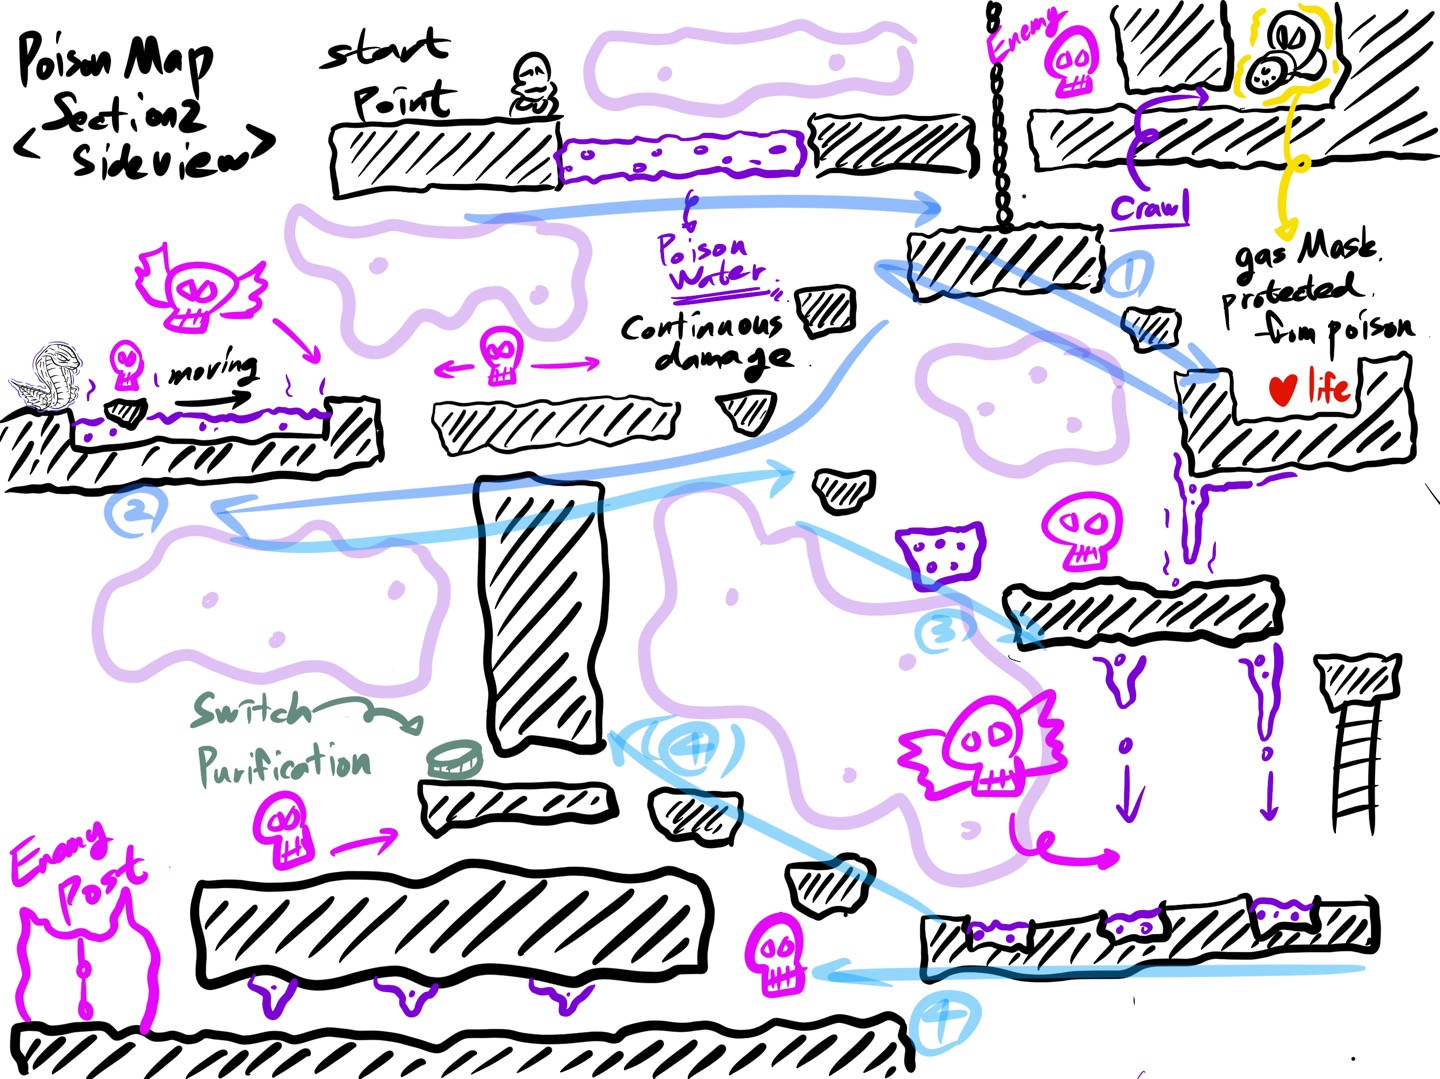 Poison Map
Section2
<Sideview>
start
Point
Enemy
Crawl
gas Mask.
protected.
from poison
♥ life
Poison
Water
Continuous
damage
moving
①
②
③
④
④
Switch
Purification
Enemy
Post